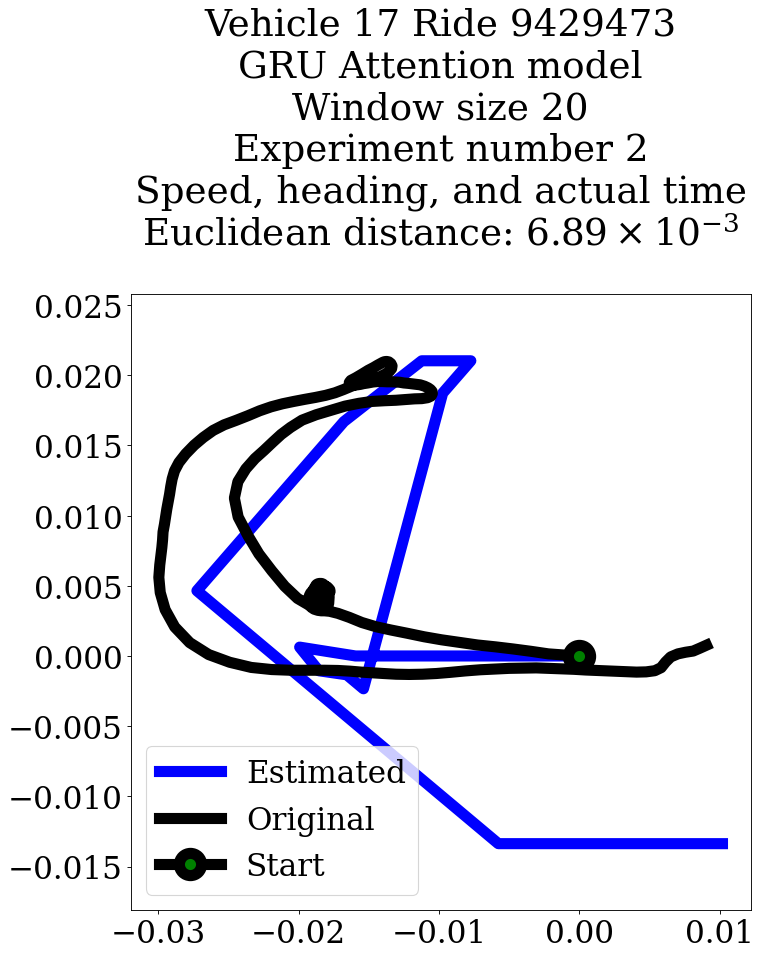 Vehicle 17 Ride 9429473
GRU Attention model
Window size 20
Experiment number 2
Speed, heading, and actual time
Euclidean distance: 6.89 × 10⁻³
0.025
0.020
0.015
0.010
0.005
0.000
−0.005
−0.010
−0.015
Estimated
Original
Start
−0.03
−0.02
−0.01
0.00
0.01